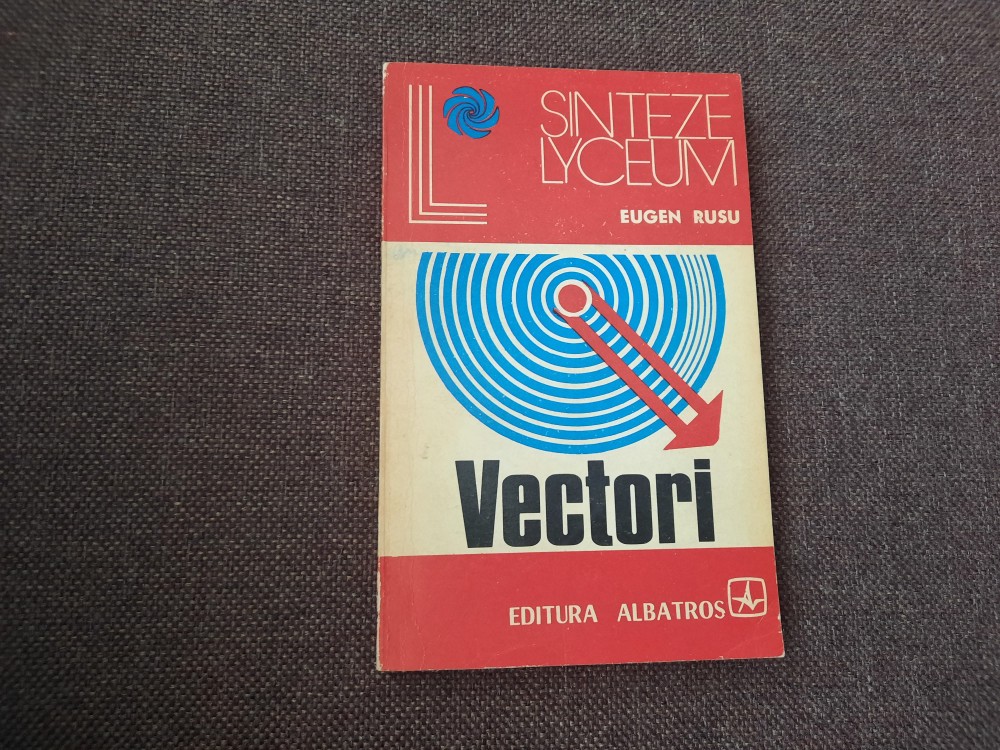 SINTEZE
LYCEUM
EUGEN RUSU
Vectori
EDITURA ALBATROS